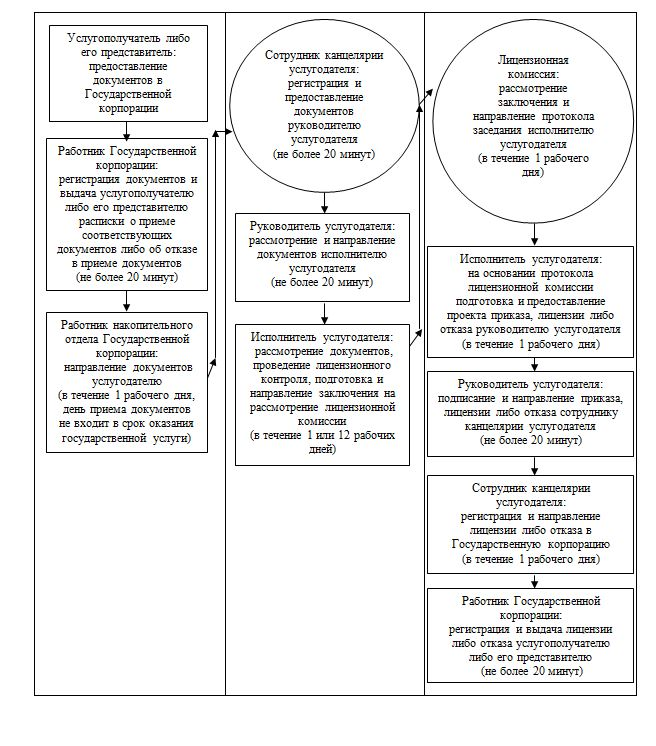 Услугополучатель либо
его представитель:
предоставление
документов в
Государственной
корпорации
Работник Государственной
корпорации:
регистрация документов и
выдача услугополучателю
либо его представителю
расписки о приеме
соответствующих
документов либо об отказе
в приеме документов
(не более 20 минут)
Работник накопительного
отдела Государственной
корпорации:
направление документов
услугодателю
(в течение 1 рабочего дня,
день приема документов
не входит в срок оказания
государственной услуги)
Сотрудник канцелярии
услугодателя:
регистрация и
предоставление
документов
руководителю
услугодателя
(не более 20 минут)
Руководитель услугодателя:
рассмотрение и направление
документов исполнителю
услугодателя
(не более 20 минут)
Исполнитель услугодателя:
рассмотрение документов,
проведение лицензионного
контроля, подготовка и
направление заключения на
рассмотрение лицензионной
комиссии
(в течение 1 или 12 рабочих
дней)
Лицензионная
комиссия:
рассмотрение
заключения и
направление протокола
заседания исполнителю
услугодателя
(в течение 1 рабочего
дня)
Исполнитель услугодателя:
на основании протокола
лицензионной комиссии
подготовка и предоставление
проекта приказа, лицензии либо
отказа руководителю услугодателя
(в течение 1 рабочего дня)
Руководитель услугодателя:
подписание и направление приказа,
лицензии либо отказа сотруднику
канцелярии услугодателя
(не более 20 минут)
Сотрудник канцелярии
услугодателя:
регистрация и направление
лицензии либо отказа в
Государственную корпорацию
(в течение 1 рабочего дня)
Работник Государственной
корпорации:
регистрация и выдача лицензии
либо отказа услугополучателю
либо его представителю
(не более 20 минут)